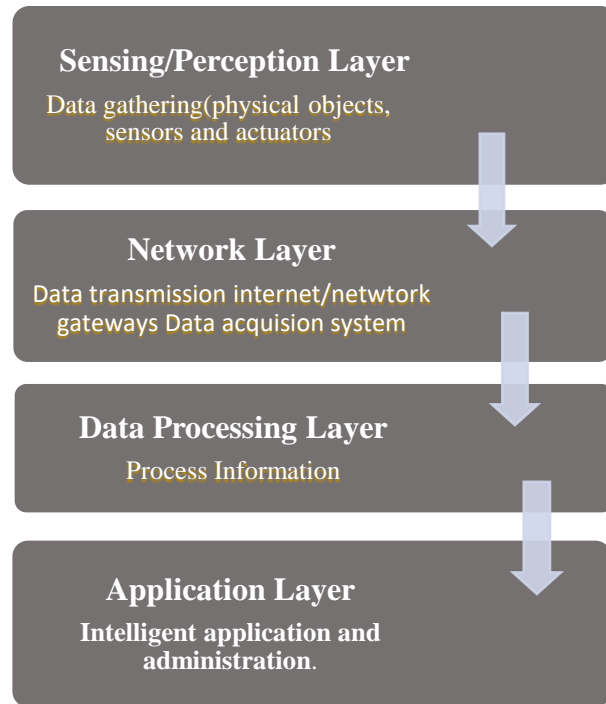 Sensing/Perception Layer
Data gathering(physical objects,
sensors and actuators
Network Layer
Data transmission internet/netwtork
gateways Data acquision system
Data Processing Layer
Process Information
Application Layer
Intelligent application and
administration.